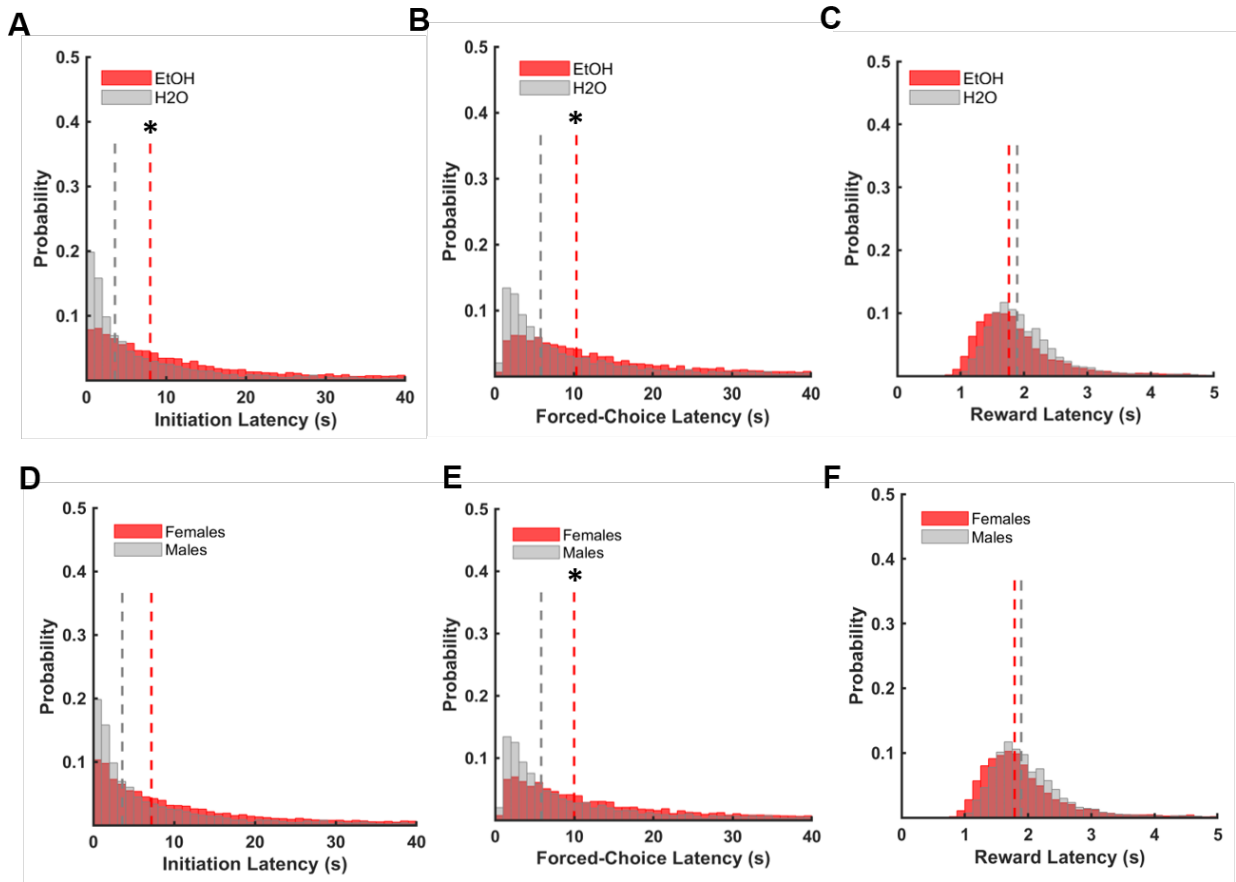 A
0.5
EtOH
H2O
0.4
*
0.3
0.2
0.1
0 10 20 30 40
Probability
Initiation Latency (s)
B
0.5
EtOH
H2O
0.4
*
0.3
0.2
0.1
0 10 20 30 40
Probability
Forced-Choice Latency (s)
C
0.5
EtOH
H2O
0.4
0.3
0.2
0.1
0 1 2 3 4 5
Probability
Reward Latency (s)
D
0.5
Females
Males
0.4
0.3
0.2
0.1
0 10 20 30 40
Probability
Initiation Latency (s)
E
0.5
Females
Males
0.4
*
0.3
0.2
0.1
0 10 20 30 40
Probability
Forced-Choice Latency (s)
F
0.5
Females
Males
0.4
0.3
0.2
0.1
0 1 2 3 4 5
Probability
Reward Latency (s)